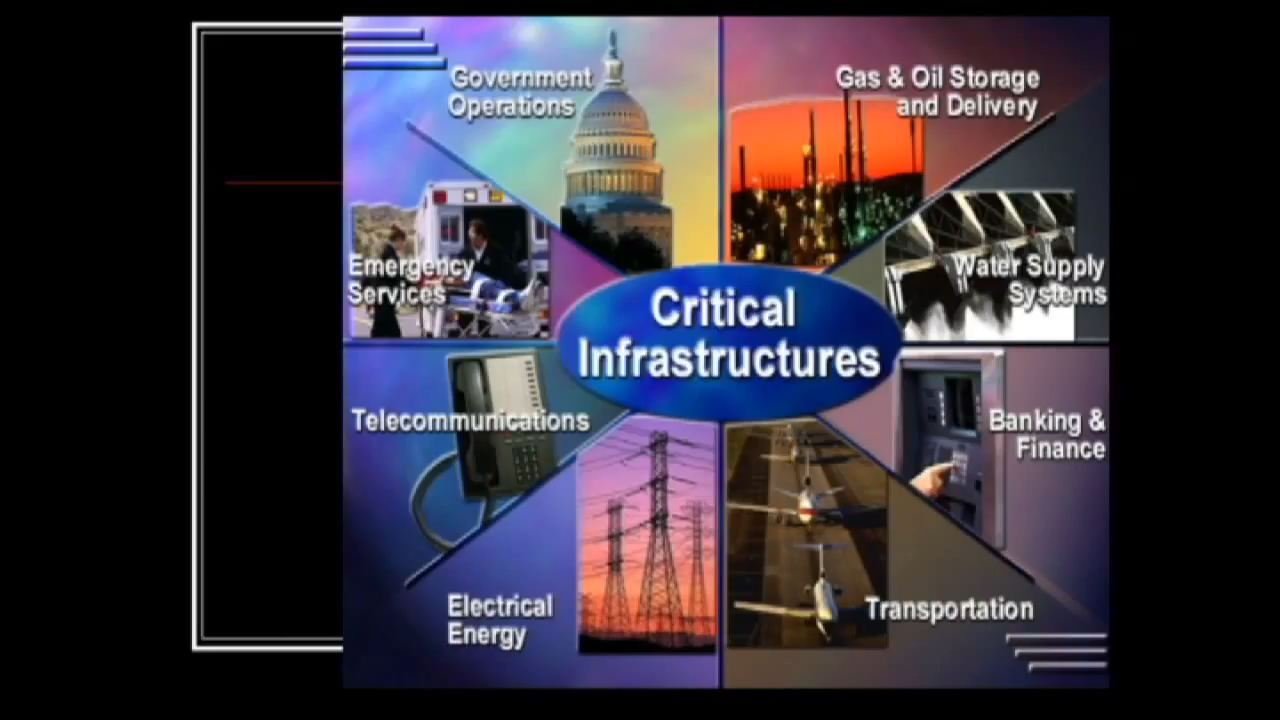 Government
Operations
Gas & Oil Storage
and Delivery
Emergency
Services
Water Supply
Systems
Critical
Infrastructures
Telecommunications
Banking &
Finance
Electrical
Energy
Transportation